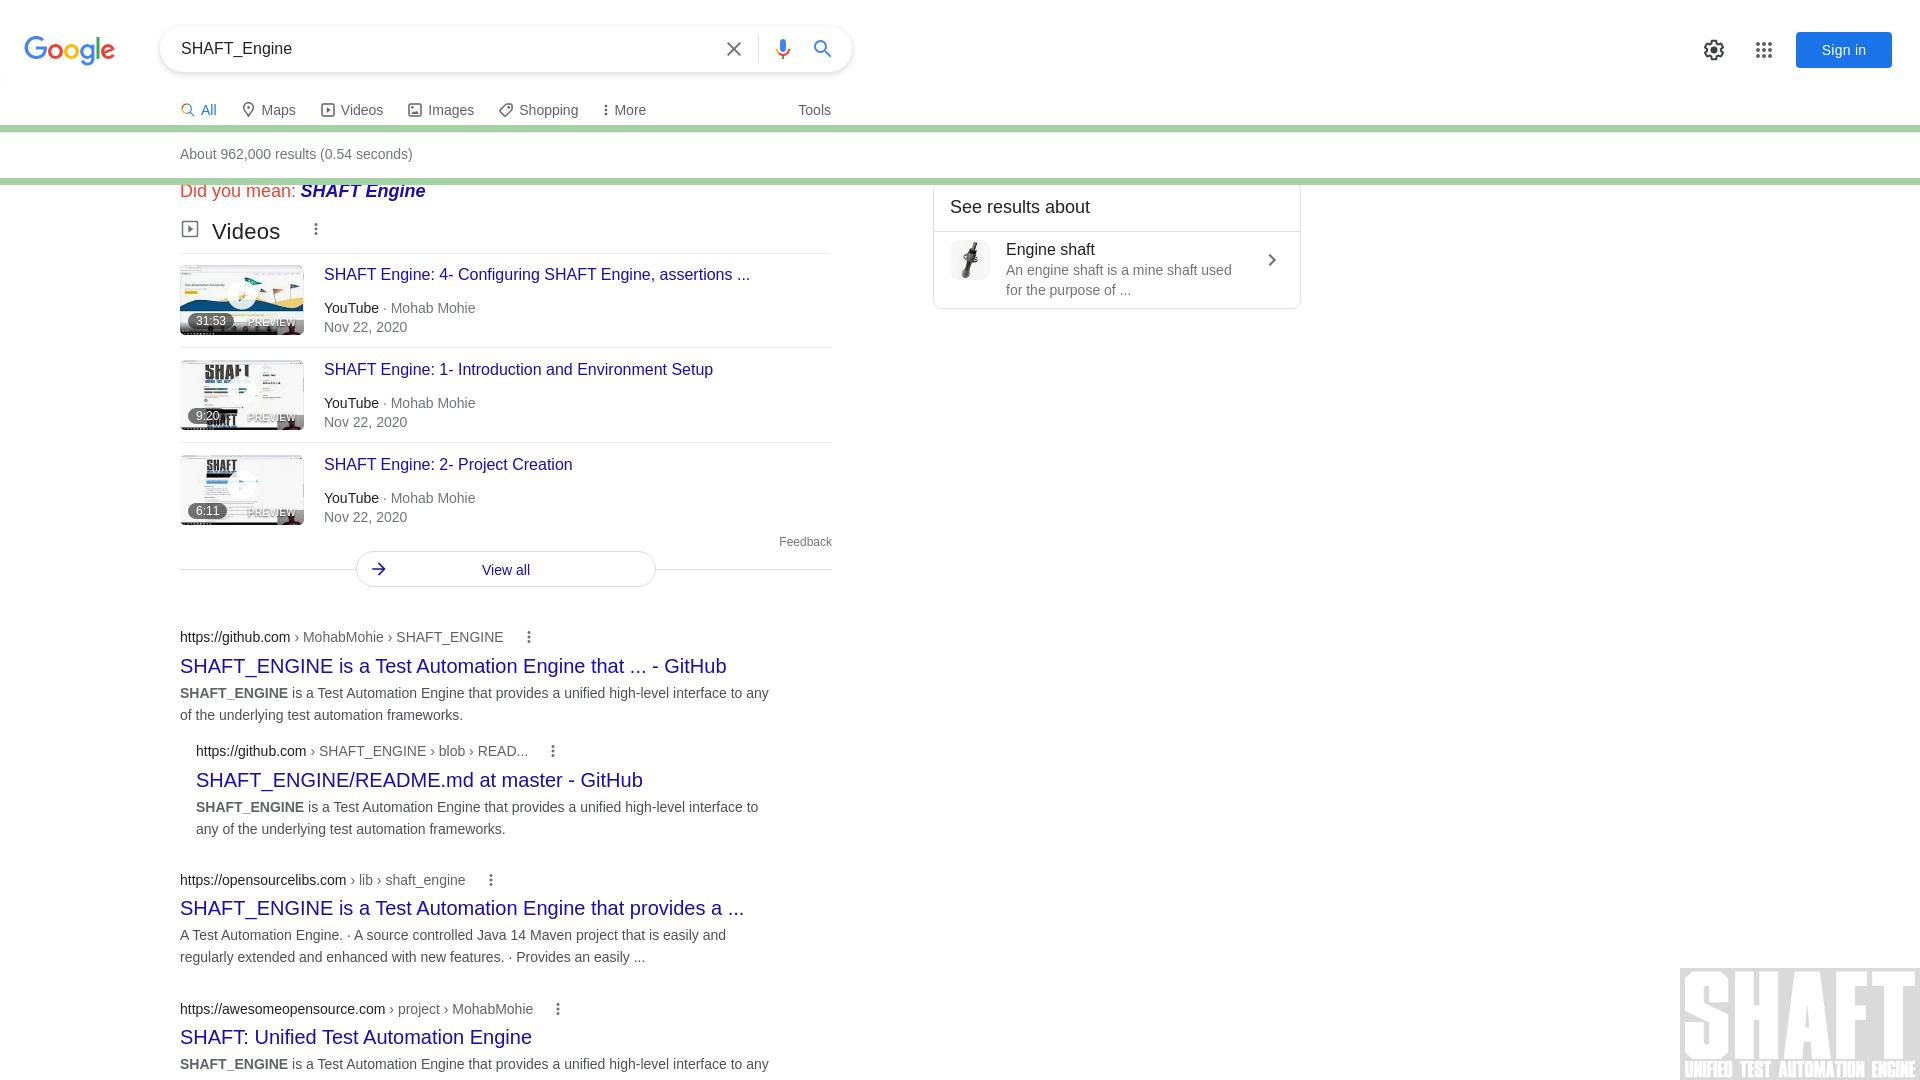 Google
SHAFT_Engine
Sign in
All
Maps
Videos
Images
Shopping
More
Tools
About 962,000 results (0.54 seconds)
Did you mean: SHAFT Engine
See results about
Engine shaft
An engine shaft is a mine shaft used
for the purpose of ...
Videos
SHAFT Engine: 4- Configuring SHAFT Engine, assertions ...
YouTube · Mohab Mohie
Nov 22, 2020
31:53
PREVIEW
SHAFT Engine: 1- Introduction and Environment Setup
YouTube · Mohab Mohie
Nov 22, 2020
SHAFT
9:20
PREVIEW
SHAFT
SHAFT Engine: 2- Project Creation
YouTube · Mohab Mohie
Nov 22, 2020
SHAFT
6:11
PREVIEW
Feedback
View all
https://github.com › MohabMohie › SHAFT_ENGINE
SHAFT_ENGINE is a Test Automation Engine that ... - GitHub
SHAFT_ENGINE is a Test Automation Engine that provides a unified high-level interface to any
of the underlying test automation frameworks.
https://github.com › SHAFT_ENGINE › blob › READ...
SHAFT_ENGINE/README.md at master - GitHub
SHAFT_ENGINE is a Test Automation Engine that provides a unified high-level interface to
any of the underlying test automation frameworks.
https://opensourcelibs.com › lib › shaft_engine
SHAFT_ENGINE is a Test Automation Engine that provides a ...
A Test Automation Engine. · A source controlled Java 14 Maven project that is easily and
regularly extended and enhanced with new features. · Provides an easily ...
https://awesomeopensource.com › project › MohabMohie
SHAFT: Unified Test Automation Engine
SHAFT_ENGINE is a Test Automation Engine that provides a unified high-level interface to any
SHAFT
UNIFIED TEST AUTOMATION ENGINE